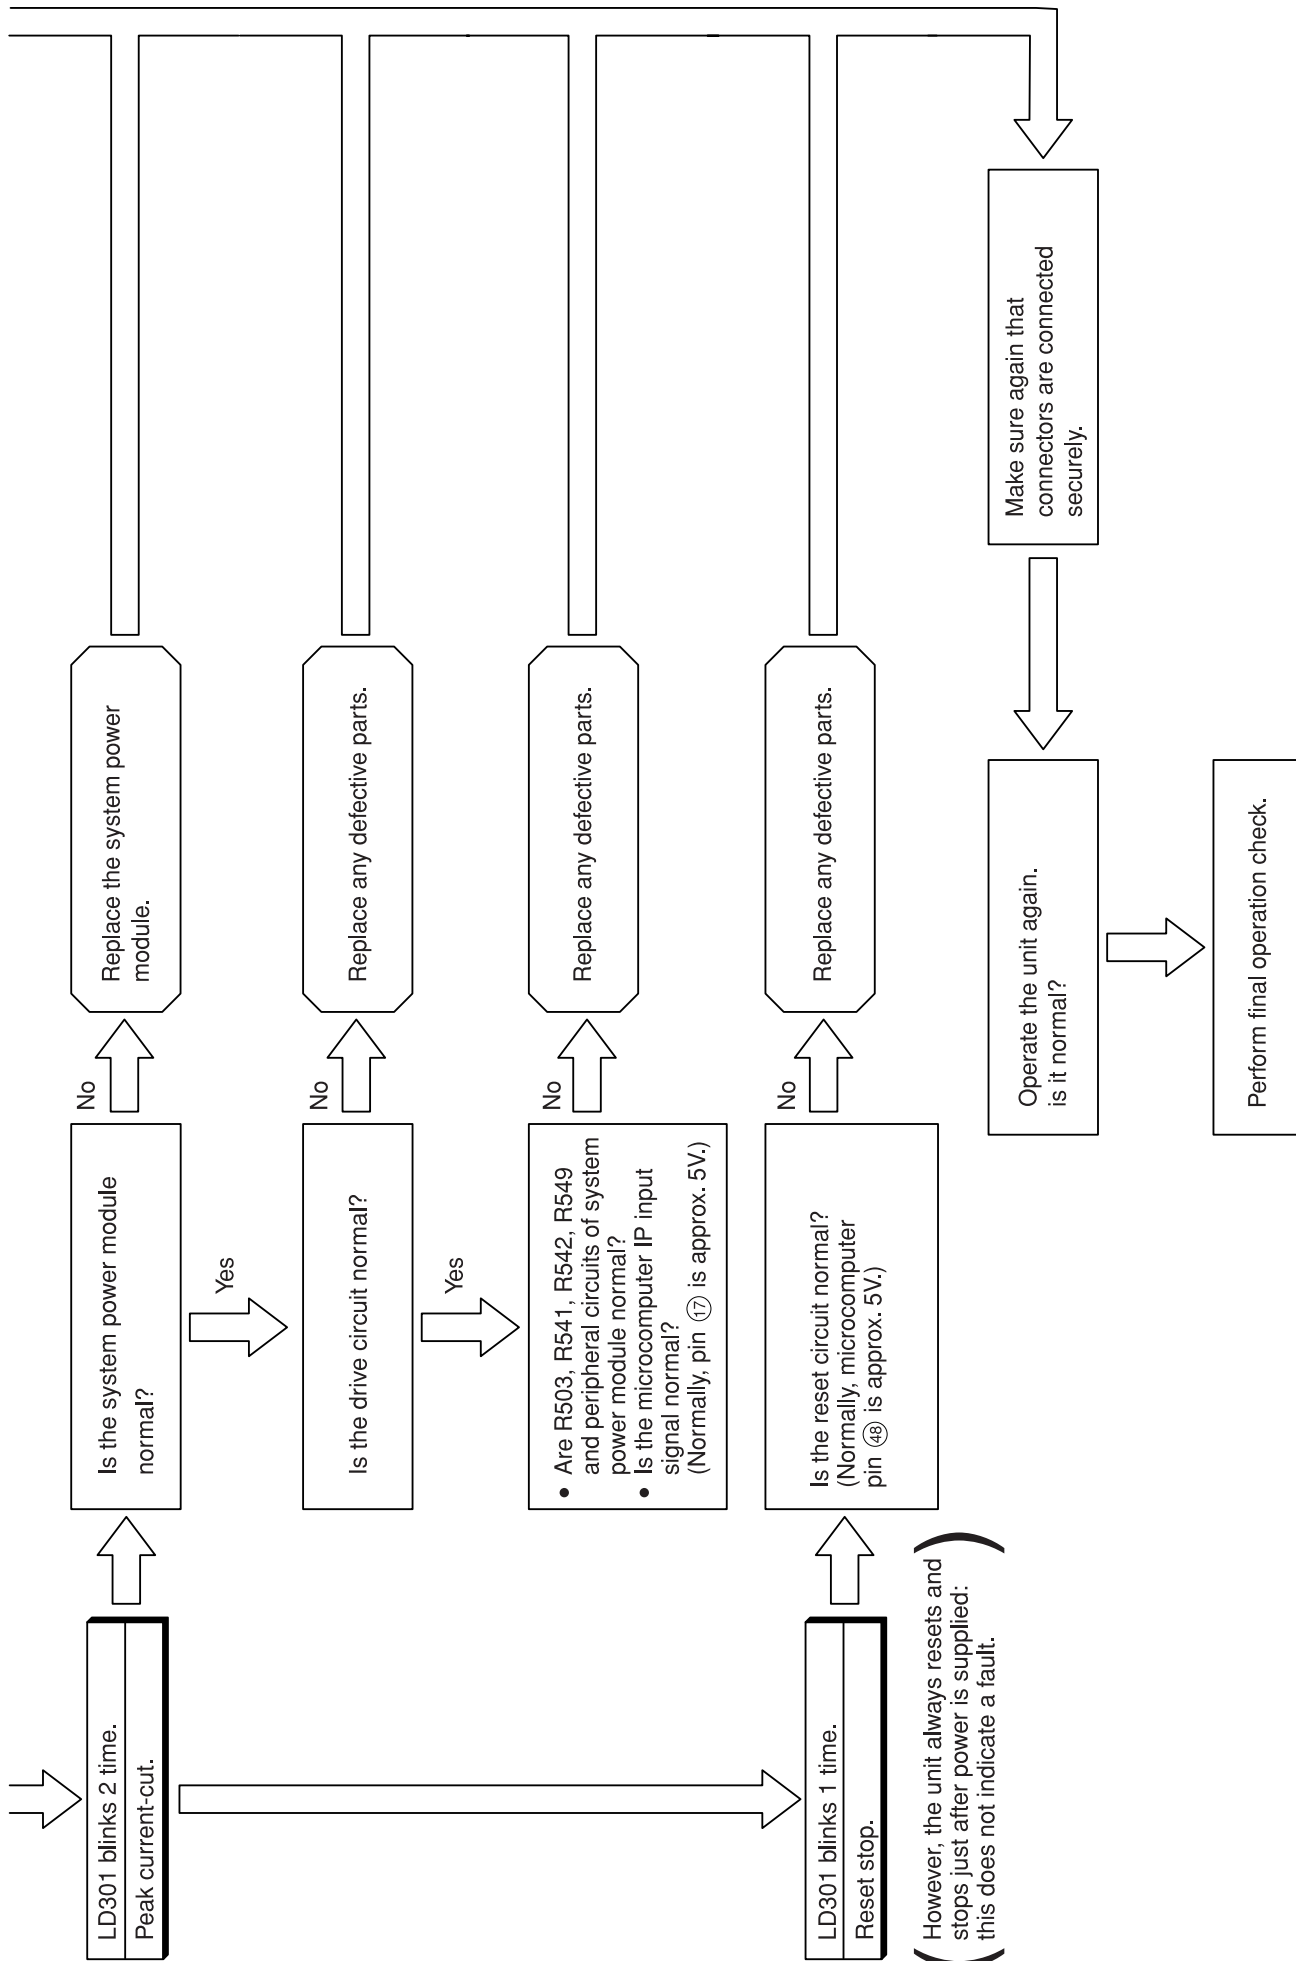 LD301 blinks 2 time.
Peak current-cut.
Is the system power module
normal?
No
Replace the system power
module.
Yes
Is the drive circuit normal?
No
Replace any defective parts.
Yes
• Are R503, R541, R542, R549
and peripheral circuits of system
power module normal?
• Is the microcomputer IP input
signal normal?
(Normally, pin ⑰ is approx. 5V.)
No
Replace any defective parts.
LD301 blinks 1 time.
Reset stop.
(However, the unit always resets and
stops just after power is supplied:
this does not indicate a fault.)
Is the reset circuit normal?
(Normally, microcomputer
pin ㊽ is approx. 5V.)
No
Replace any defective parts.
Make sure again that
connectors are connected
securely.
Operate the unit again.
is it normal?
Perform final operation check.